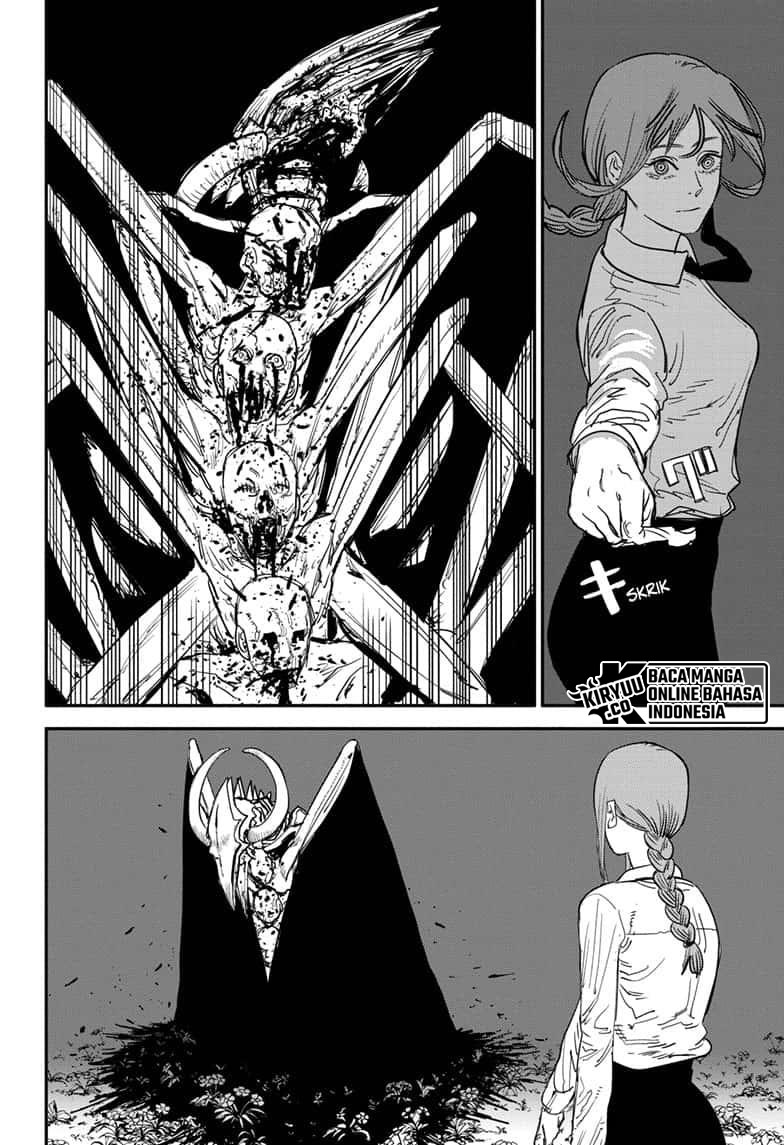 グ
キ
SKRIK
KIRYUU
.CO
BACA MANGA
ONLINE BAHASA
INDONESIA